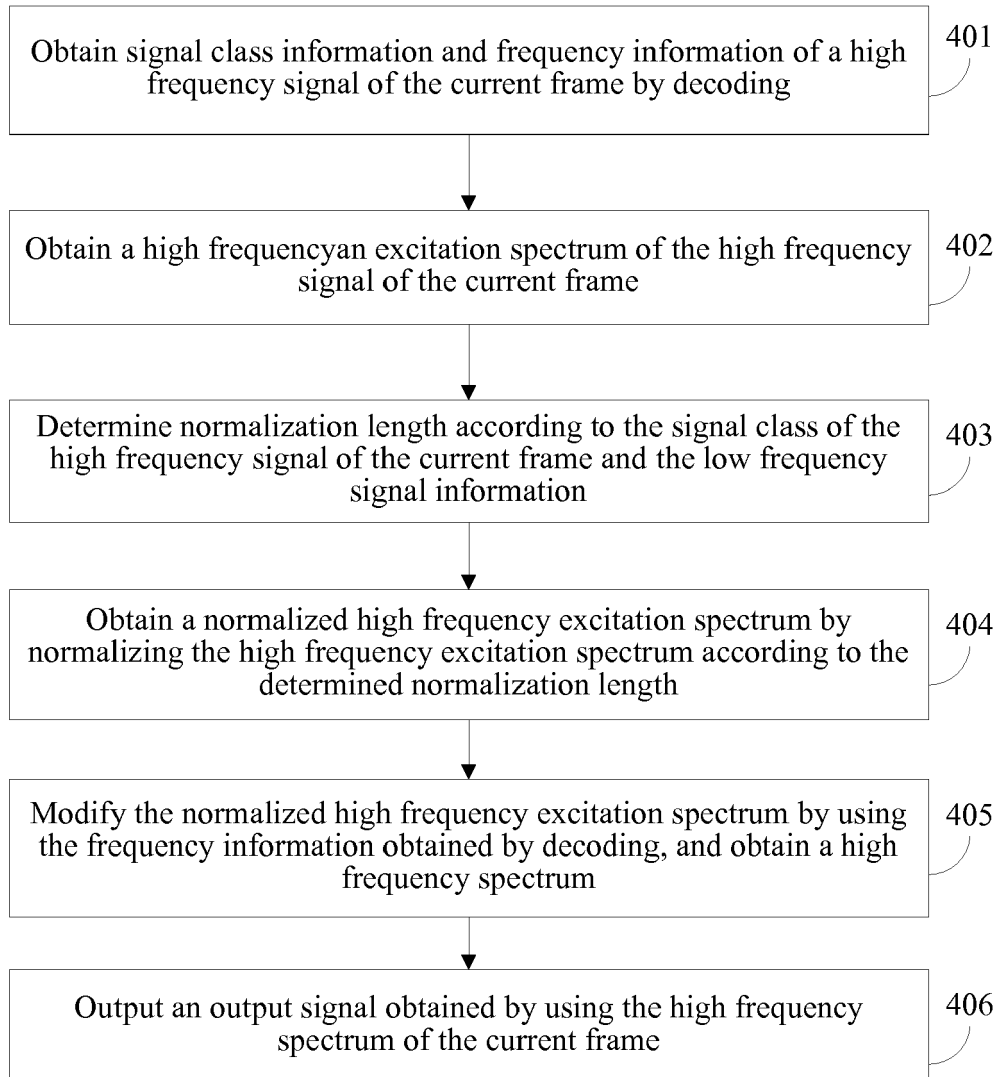 Obtain signal class information and frequency information of a high
frequency signal of the current frame by decoding
401
Obtain a high frequencyan excitation spectrum of the high frequency
signal of the current frame
402
Determine normalization length according to the signal class of the
high frequency signal of the current frame and the low frequency
signal information
403
Obtain a normalized high frequency excitation spectrum by
normalizing the high frequency excitation spectrum according to the
determined normalization length
404
Modify the normalized high frequency excitation spectrum by using
the frequency information obtained by decoding, and obtain a high
frequency spectrum
405
Output an output signal obtained by using the high frequency
spectrum of the current frame
406